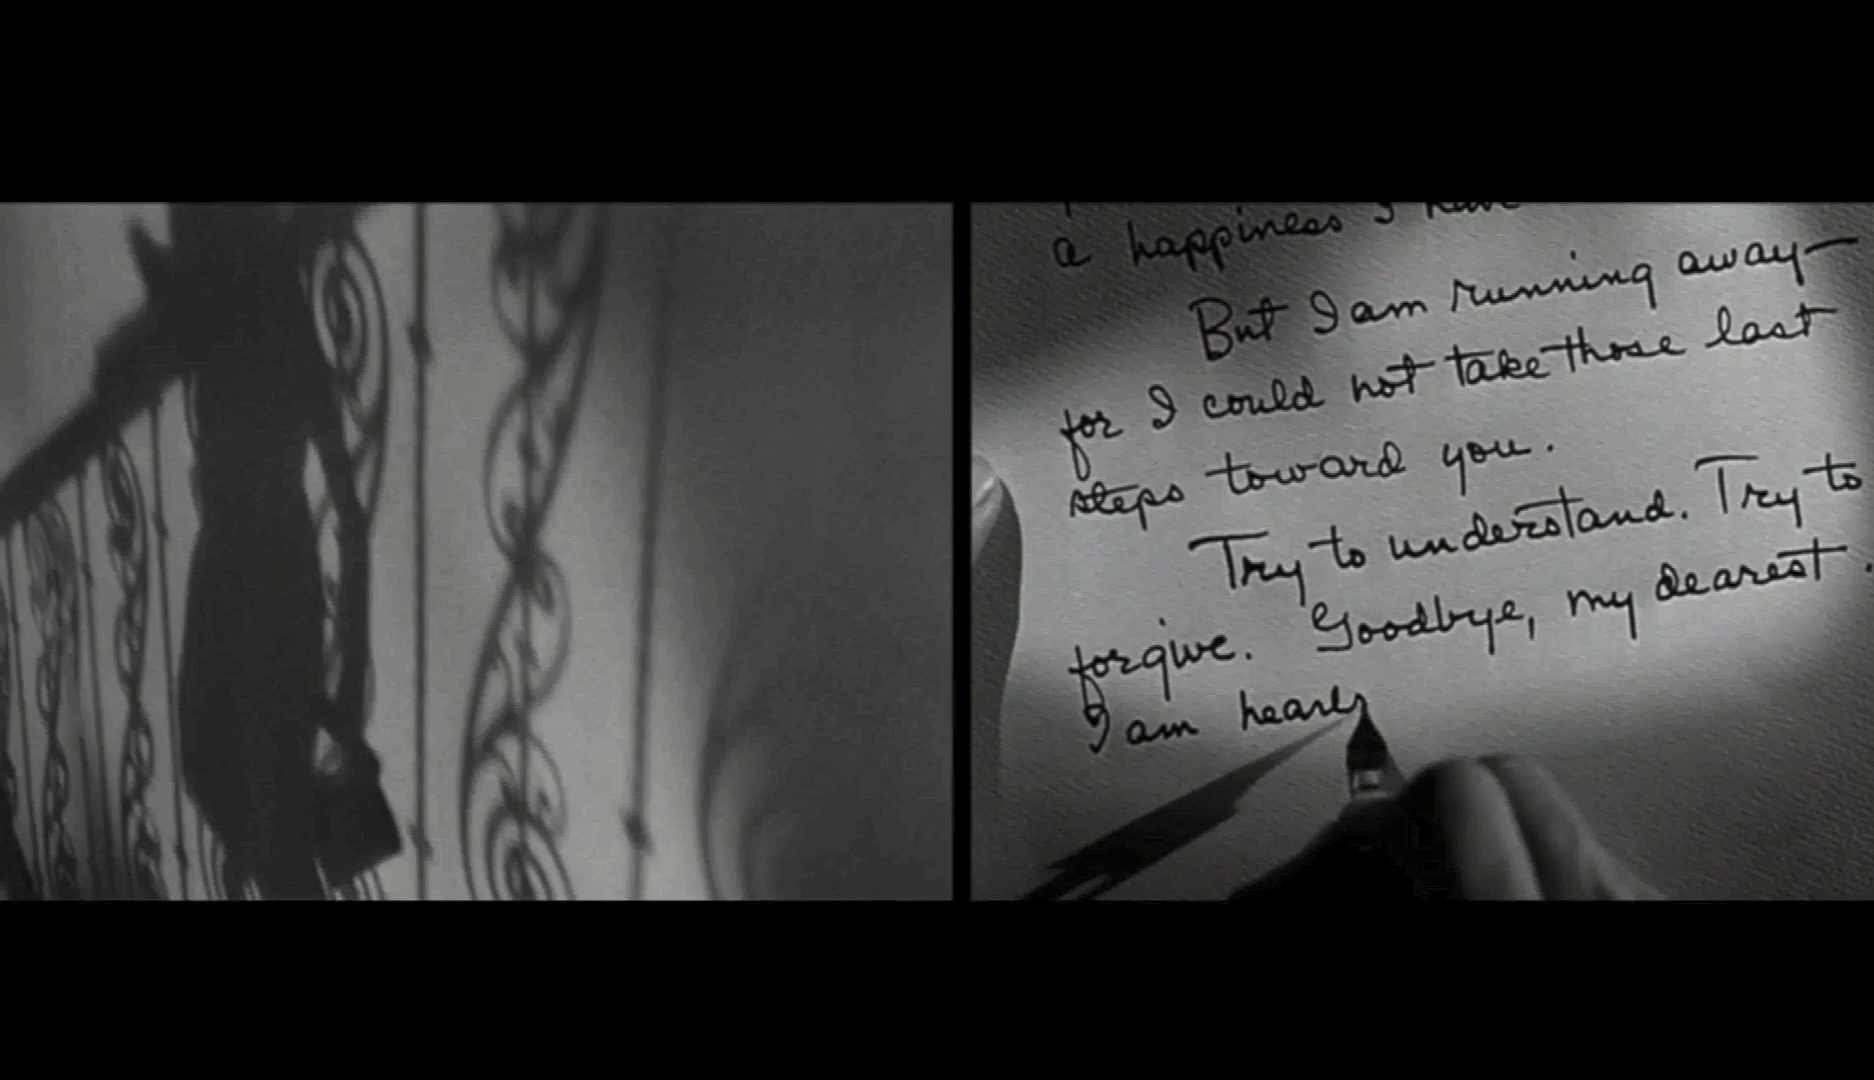 a happiness I have
But I am running away—
for I could not take those last
steps toward you.
Try to understand. Try to
forgive. Goodbye, my dearest.
I am